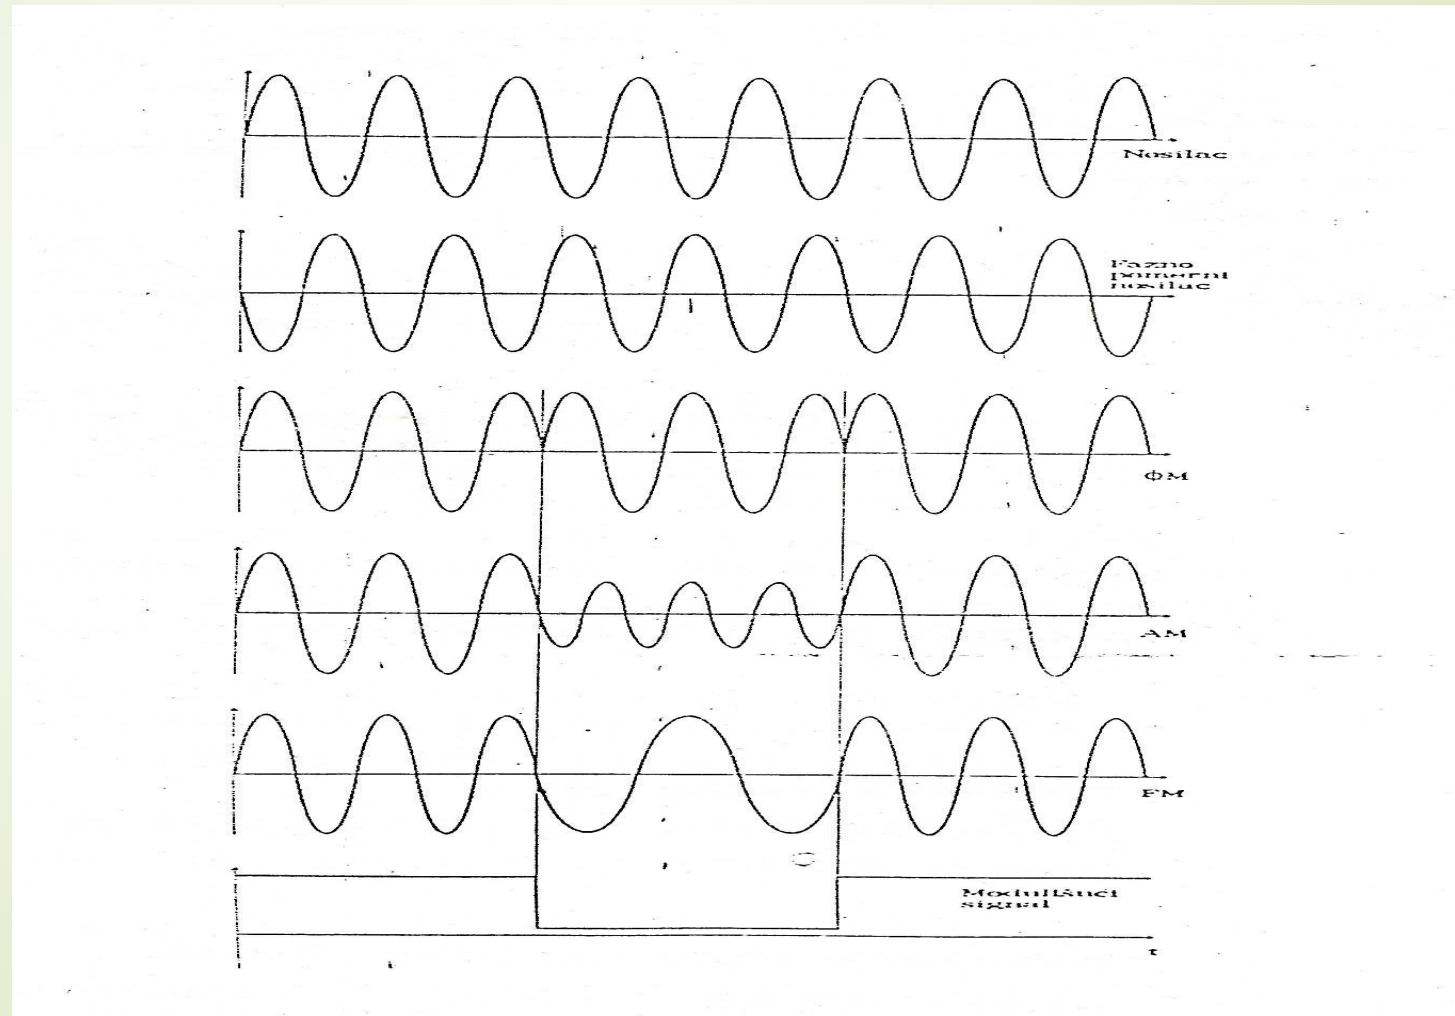 Nosilac
Fazno
pomerni
nosilac
ΦM
AM
FM
Modulišući
signal
t